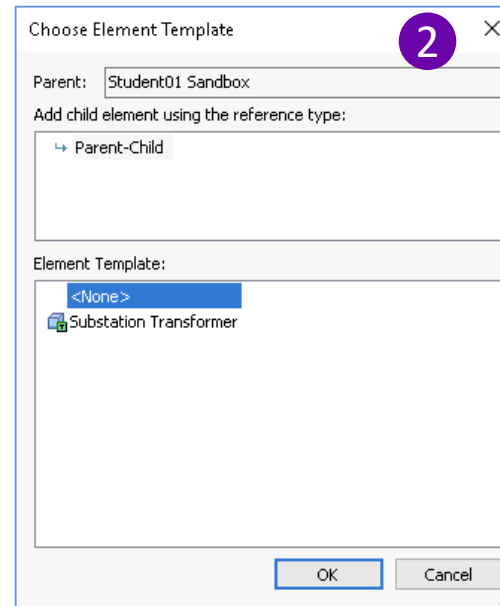 Choose Element Template
2
Parent: Student01 Sandbox
Add child element using the reference type:
Parent-Child
Element Template:
<None>
Substation Transformer
OK Cancel